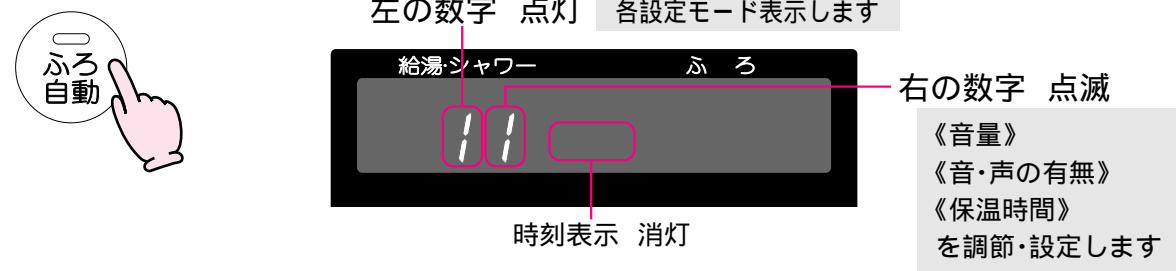 左の数字 点灯 各設定モード表示します
ふろ
自動
給湯・シャワー ふろ
11
右の数字 点滅
《音量》
《音・声の有無》
《保温時間》
を調節・設定します
時刻表示 消灯